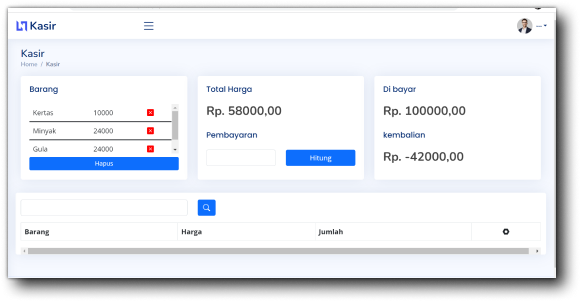 Kasir
Kasir
Home / Kasir
Barang
Kertas 10000
Minyak 24000
Gula 24000
Hapus
Total Harga
Rp. 58000,00
Pembayaran
Hitung
Di bayar
Rp. 100000,00
kembalian
Rp. -42000,00
Barang Harga Jumlah